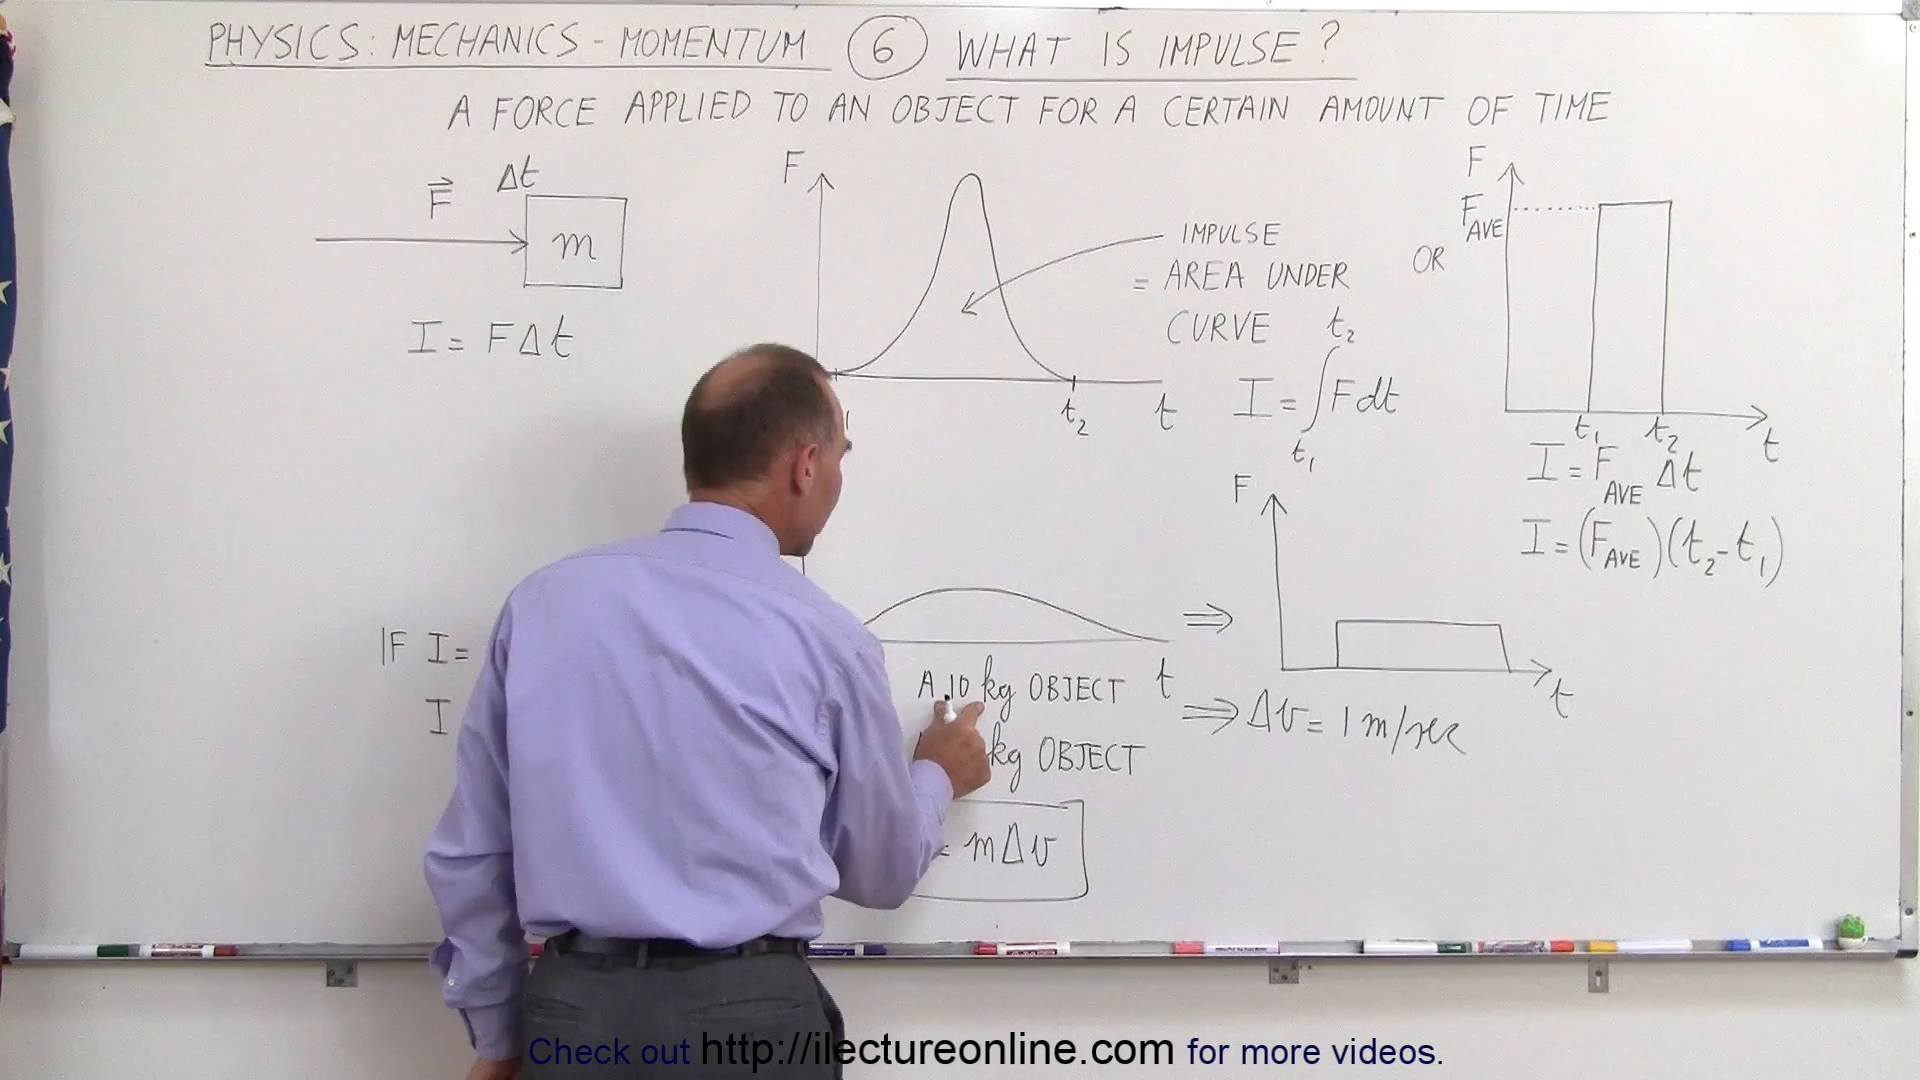 PHYSICS: MECHANICS - MOMENTUM 6 WHAT IS IMPULSE?
A FORCE APPLIED TO AN OBJECT FOR A CERTAIN AMOUNT OF TIME
F⃗ Δt
m
I = FΔt
F
t₂ t
IMPULSE
= AREA UNDER
CURVE
I = ∫ₜ₁ᵗ² F dt
OR
F
F_AVE
t₁ t₂ t
I = F_AVE Δt
I = (F_AVE)(t₂ - t₁)
F
⇒
t
t
IF I =
A 10 kg OBJECT
⇒ Δv = 1 m/sec
I
kg OBJECT
= mΔv
Check out http://ilectureonline.com for more videos.